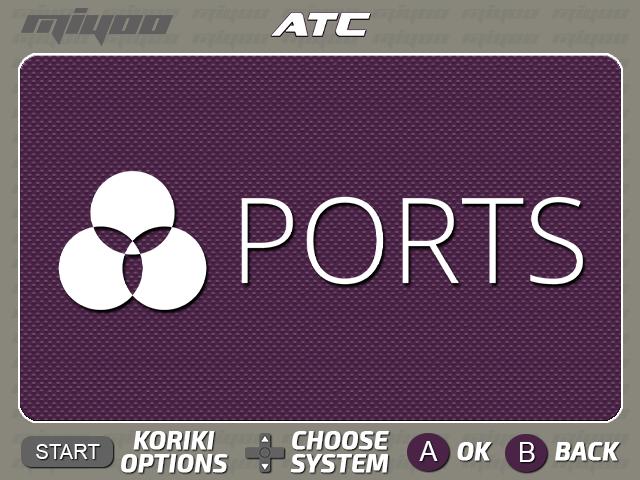 MIYOO
ATC
PORTS
START
KORIKI
OPTIONS
CHOOSE
SYSTEM
A
OK
B
BACK